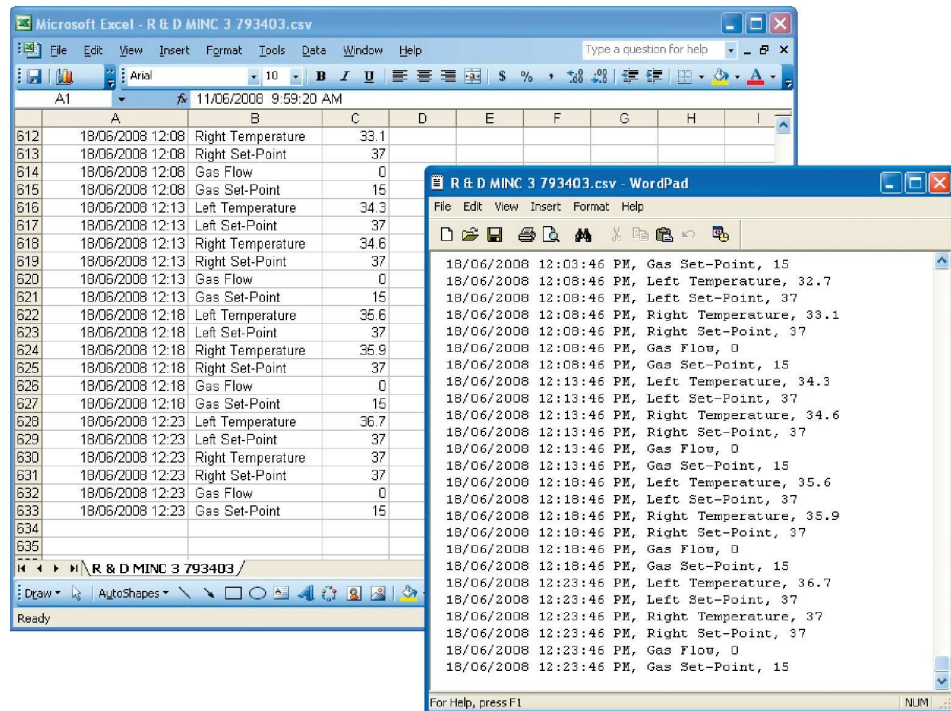 Microsoft Excel - R & D MINC 3 793403.csv
File Edit View Insert Format Tools Data Window Help Type a question for help
Arial 10 B I U $ % ,
A1 fx 11/06/2008 9:59:20 AM
A B C D E F G H I
612 18/06/2008 12:08 Right Temperature 33.1
613 18/06/2008 12:08 Right Set-Point 37
614 18/06/2008 12:08 Gas Flow 0
615 18/06/2008 12:08 Gas Set-Point 15
616 18/06/2008 12:13 Left Temperature 34.3
617 18/06/2008 12:13 Left Set-Point 37
618 18/06/2008 12:13 Right Temperature 34.6
619 18/06/2008 12:13 Right Set-Point 37
620 18/06/2008 12:13 Gas Flow 0
621 18/06/2008 12:13 Gas Set-Point 15
622 18/06/2008 12:18 Left Temperature 35.6
623 18/06/2008 12:18 Left Set-Point 37
624 18/06/2008 12:18 Right Temperature 35.9
625 18/06/2008 12:18 Right Set-Point 37
626 18/06/2008 12:18 Gas Flow 0
627 18/06/2008 12:18 Gas Set-Point 15
628 18/06/2008 12:23 Left Temperature 36.7
629 18/06/2008 12:23 Left Set-Point 37
630 18/06/2008 12:23 Right Temperature 37
631 18/06/2008 12:23 Right Set-Point 37
632 18/06/2008 12:23 Gas Flow 0
633 18/06/2008 12:23 Gas Set-Point 15
634
635
R & D MINC 3 793403
Draw AutoShapes
Ready
R & D MINC 3 793403.csv - WordPad
File Edit View Insert Format Help
18/06/2008 12:03:46 PM, Gas Set-Point, 15
18/06/2008 12:08:46 PM, Left Temperature, 32.7
18/06/2008 12:08:46 PM, Left Set-Point, 37
18/06/2008 12:08:46 PM, Right Temperature, 33.1
18/06/2008 12:08:46 PM, Right Set-Point, 37
18/06/2008 12:08:46 PM, Gas Flow, 0
18/06/2008 12:08:46 PM, Gas Set-Point, 15
18/06/2008 12:13:46 PM, Left Temperature, 34.3
18/06/2008 12:13:46 PM, Left Set-Point, 37
18/06/2008 12:13:46 PM, Right Temperature, 34.6
18/06/2008 12:13:46 PM, Right Set-Point, 37
18/06/2008 12:13:46 PM, Gas Flow, 0
18/06/2008 12:13:46 PM, Gas Set-Point, 15
18/06/2008 12:18:46 PM, Left Temperature, 35.6
18/06/2008 12:18:46 PM, Left Set-Point, 37
18/06/2008 12:18:46 PM, Right Temperature, 35.9
18/06/2008 12:18:46 PM, Right Set-Point, 37
18/06/2008 12:18:46 PM, Gas Flow, 0
18/06/2008 12:18:46 PM, Gas Set-Point, 15
18/06/2008 12:23:46 PM, Left Temperature, 36.7
18/06/2008 12:23:46 PM, Left Set-Point, 37
18/06/2008 12:23:46 PM, Right Temperature, 37
18/06/2008 12:23:46 PM, Right Set-Point, 37
18/06/2008 12:23:46 PM, Gas Flow, 0
18/06/2008 12:23:46 PM, Gas Set-Point, 15
For Help, press F1 NUM